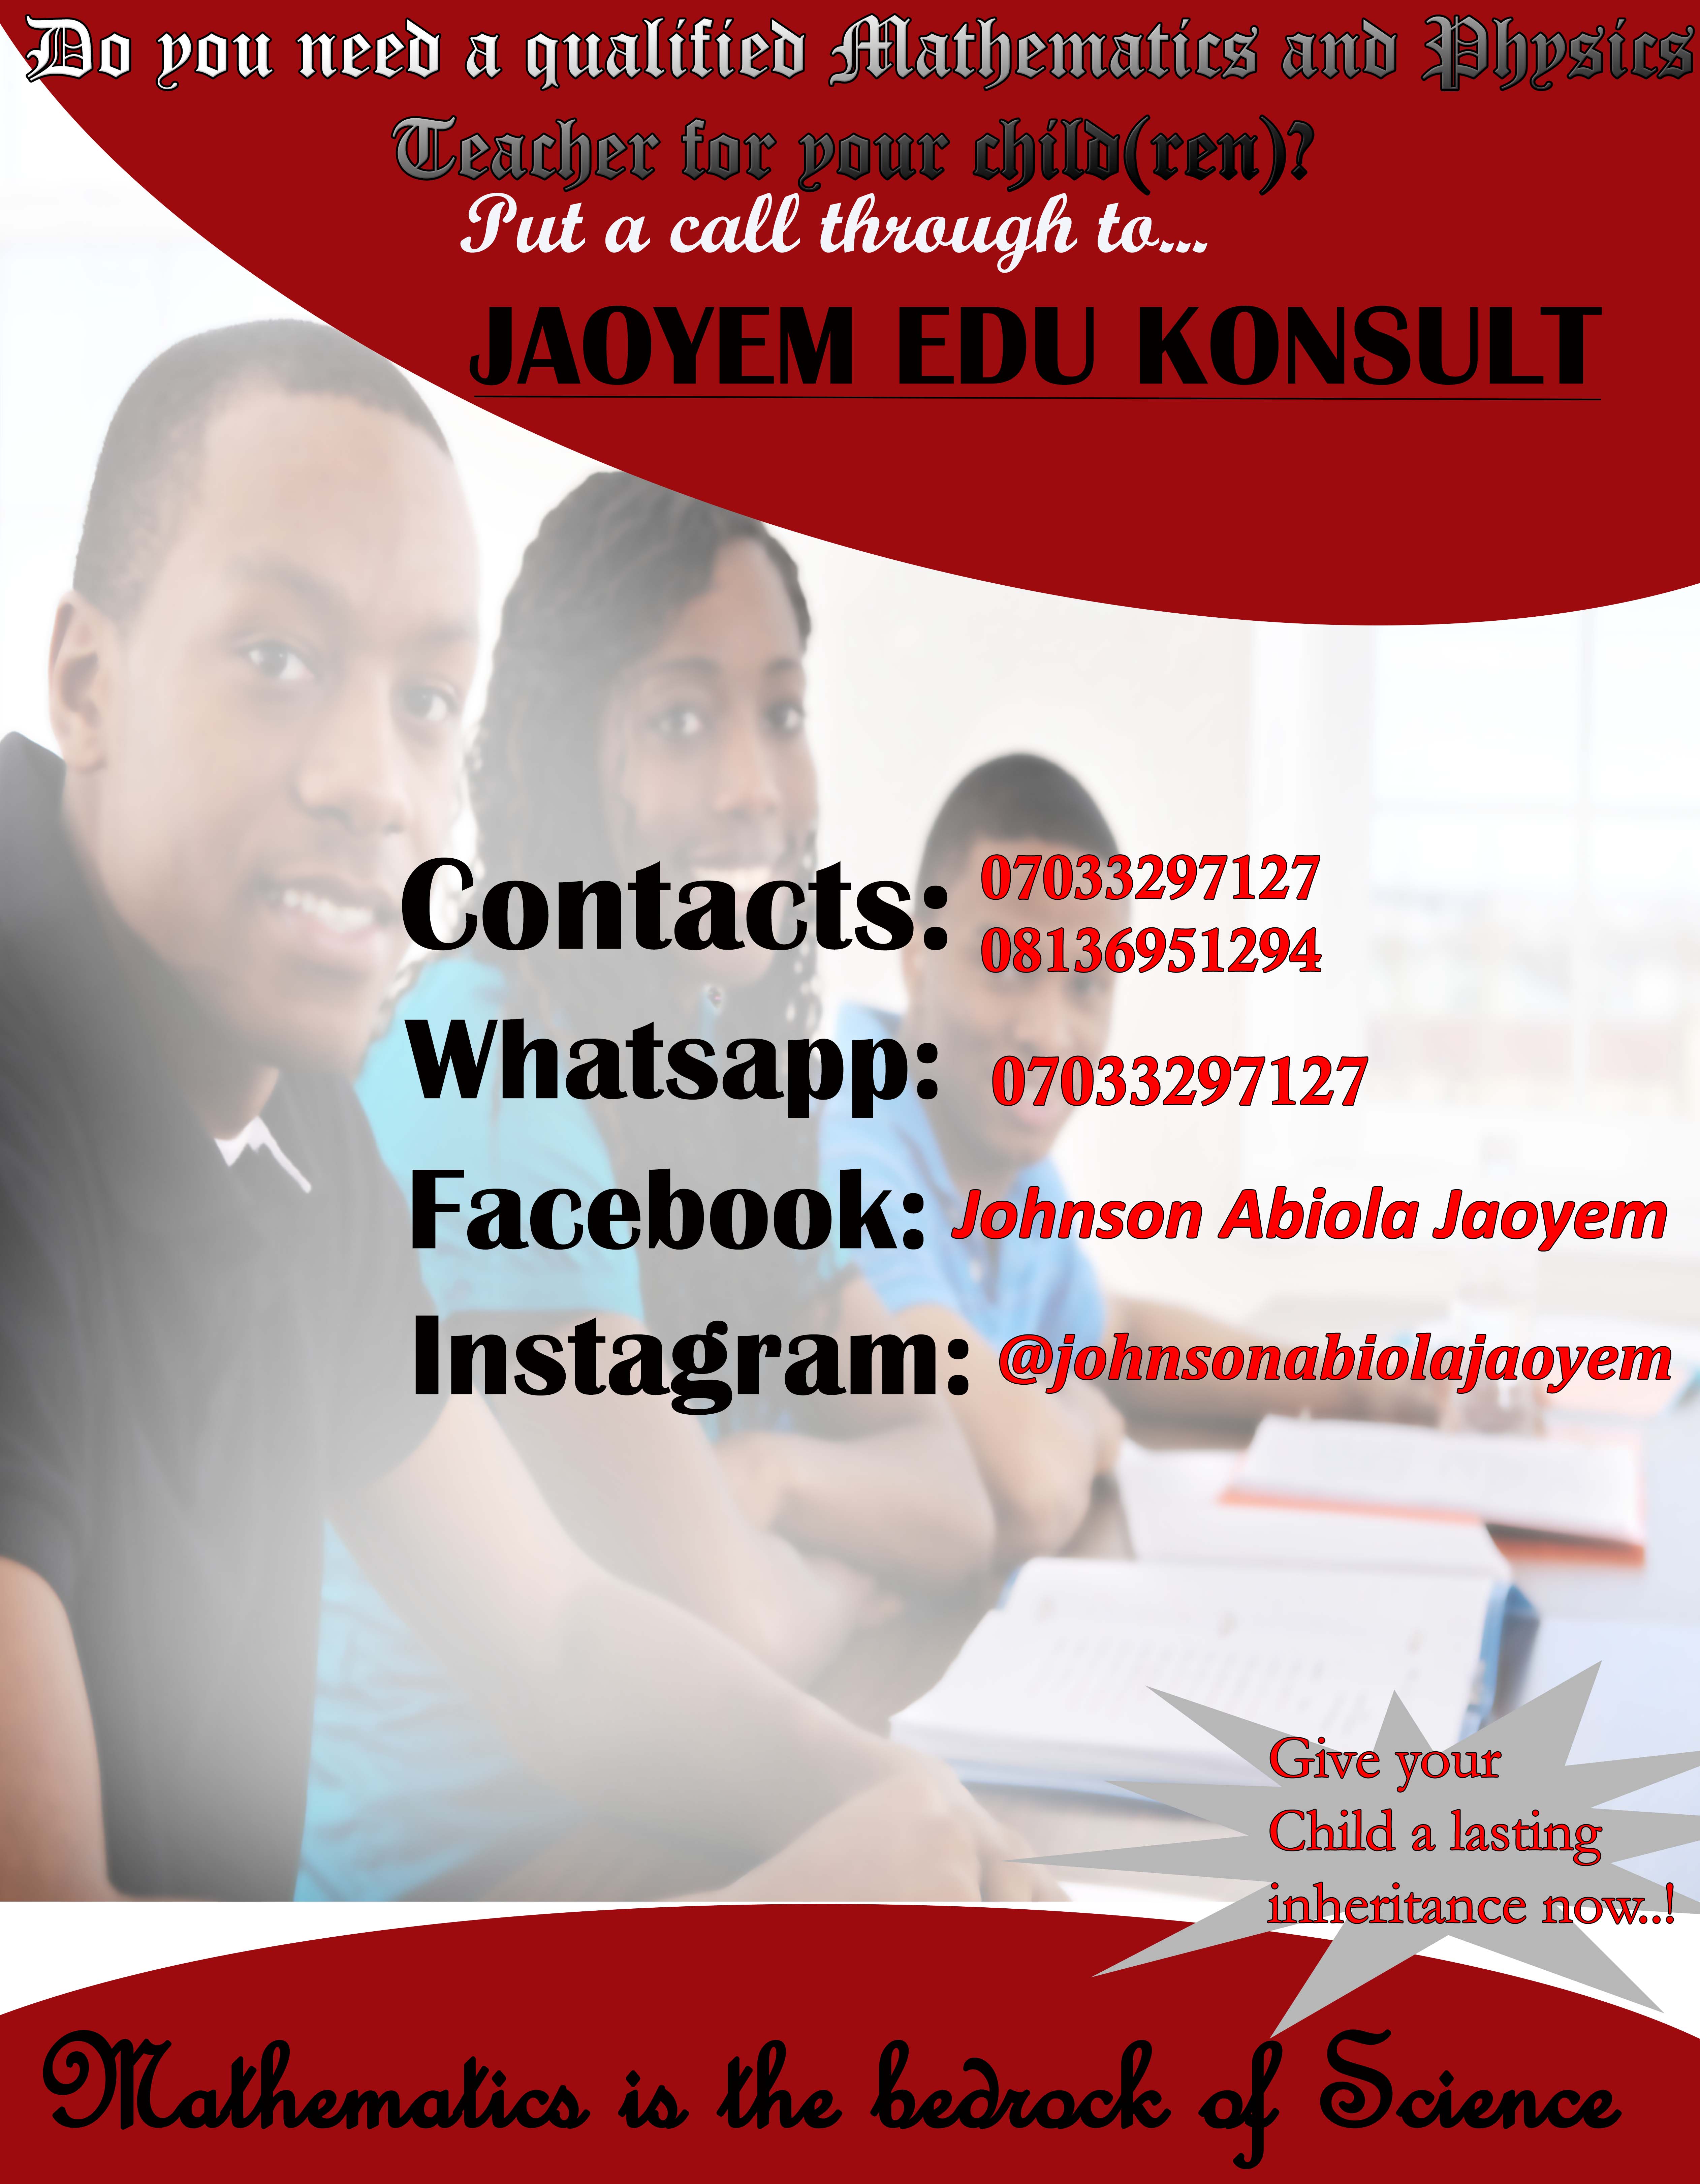 Do you need a qualified Mathematics and Physics
Teacher for your child(ren)?
Put a call through to...
JAOYEM EDU KONSULT
Contacts: 07033297127
08136951294
Whatsapp: 07033297127
Facebook: Johnson Abiola Jaoyem
Instagram: @johnsonabiolajaoyem
Give your
Child a lasting
inheritance now..!
Mathematics is the bedrock of Science